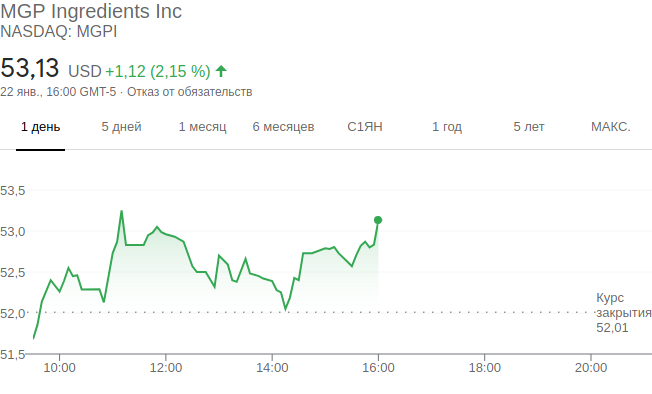 MGP Ingredients Inc
NASDAQ: MGPI
53,13 USD +1,12 (2,15 %)
22 янв., 16:00 GMT-5 · Отказ от обязательств
1 день 5 дней 1 месяц 6 месяцев С1ЯН 1 год 5 лет МАКС.
53,5
53,0
52,5
Курс
закрытия
52,0
52,01
51,5
10:00 12:00 14:00 16:00 18:00 20:00